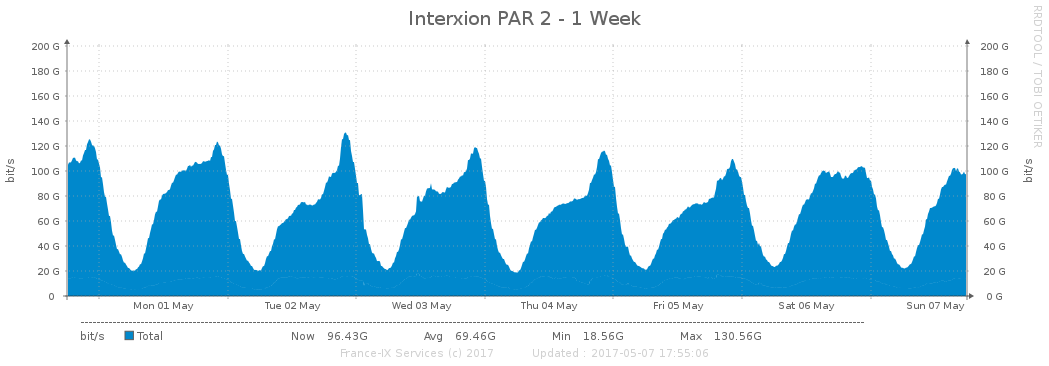 Interxion PAR 2 - 1 Week
RRDTOOL / TOBI OETIKER
200 G 200 G
180 G 180 G
160 G 160 G
140 G 140 G
120 G 120 G
100 G 100 G
80 G 80 G
60 G 60 G
40 G 40 G
20 G 20 G
0 0 G
bit/s
bit/s
Mon 01 May Tue 02 May Wed 03 May Thu 04 May Fri 05 May Sat 06 May Sun 07 May
bit/s Total Now 96.43G Avg 69.46G Min 18.56G Max 130.56G
France-IX Services (c) 2017 Updated : 2017-05-07 17:55:06